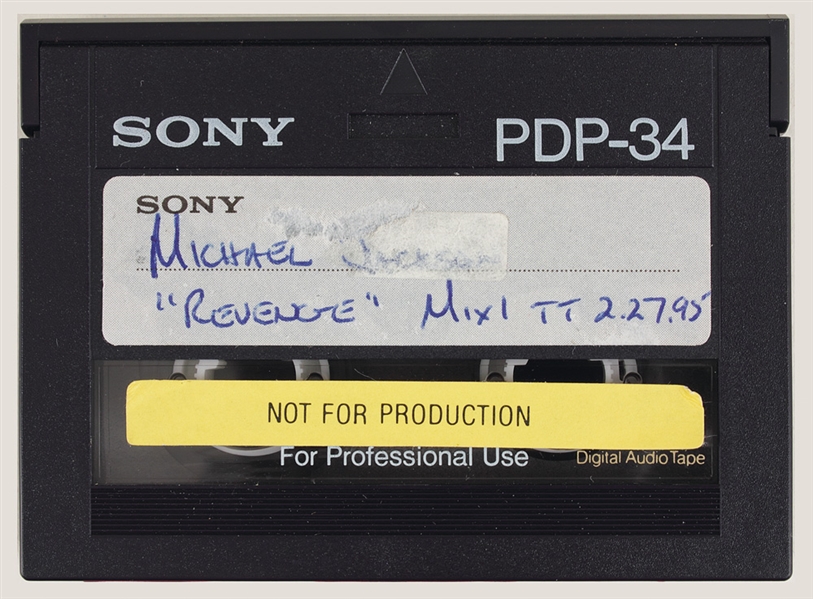 SONY PDP-34
SONY
MICHAEL JACKSON
"REVENGE" MIX1 TT 2.27.95
NOT FOR PRODUCTION
For Professional Use Digital Audio Tape